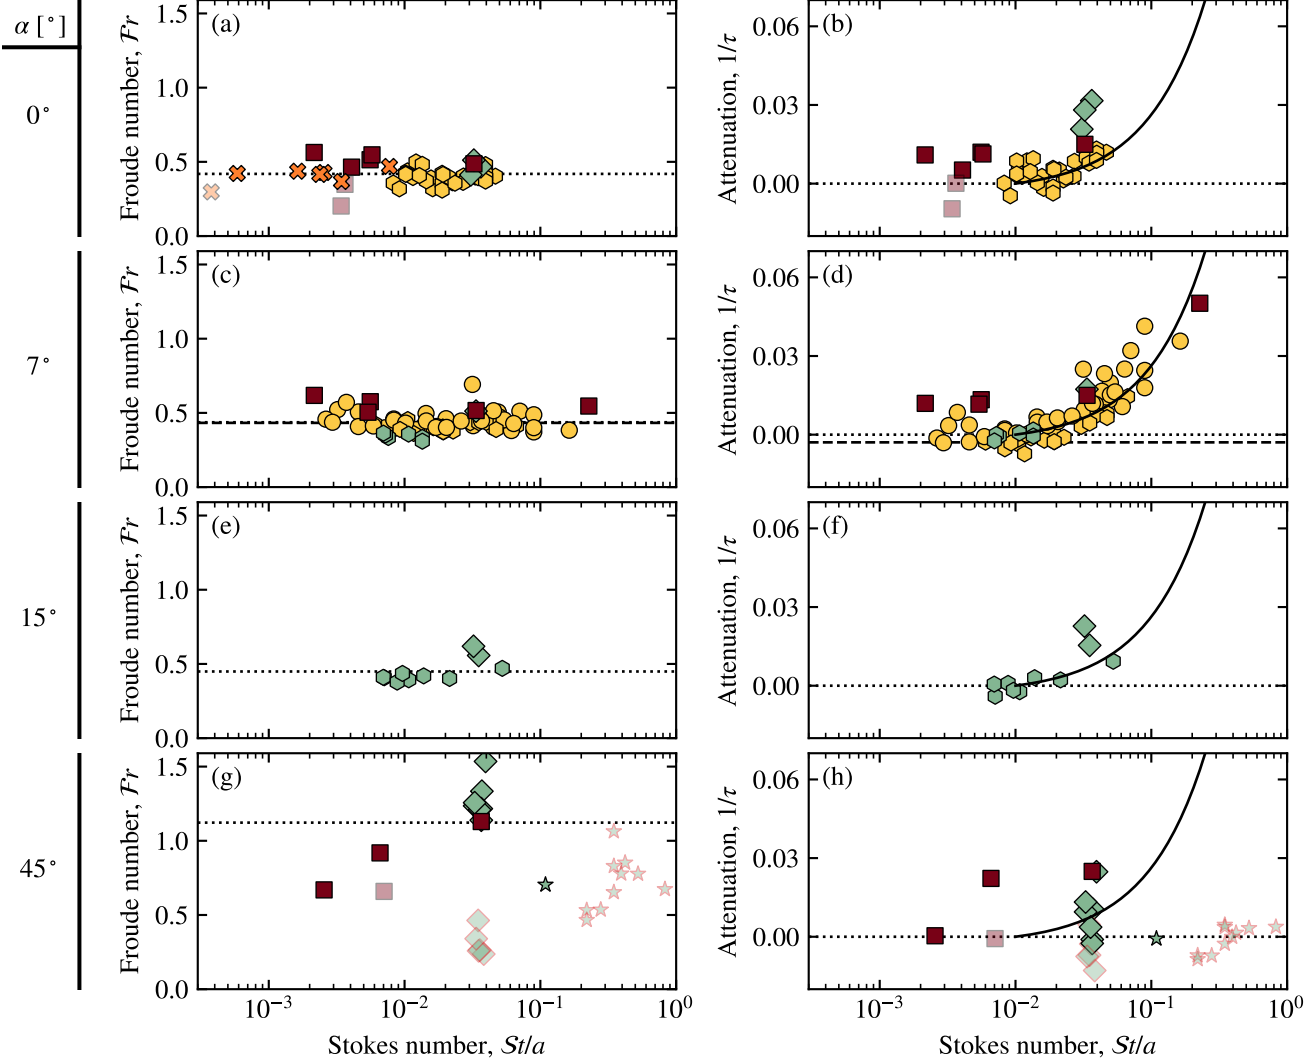 α [°]
0°
7°
15°
45°
(a)
Froude number, Fr
1.5
1.0
0.5
0.0
(b)
Attenuation, 1/τ
0.06
0.03
0.00
(c)
Froude number, Fr
1.5
1.0
0.5
0.0
(d)
Attenuation, 1/τ
0.06
0.03
0.00
(e)
Froude number, Fr
1.5
1.0
0.5
0.0
(f)
Attenuation, 1/τ
0.06
0.03
0.00
(g)
Froude number, Fr
1.5
1.0
0.5
0.0
10⁻³ 10⁻² 10⁻¹ 10⁰
Stokes number, St/a
(h)
Attenuation, 1/τ
0.06
0.03
0.00
10⁻³ 10⁻² 10⁻¹ 10⁰
Stokes number, St/a